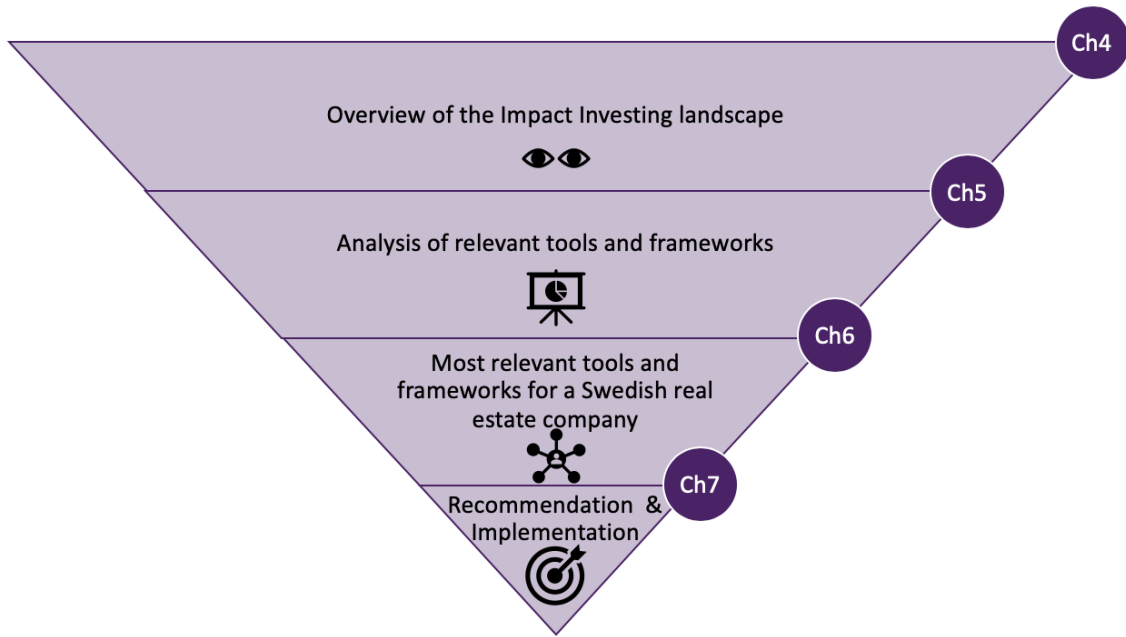 Ch4
Overview of the Impact Investing landscape
Ch5
Analysis of relevant tools and frameworks
Ch6
Most relevant tools and
frameworks for a Swedish real
estate company
Ch7
Recommendation &
Implementation